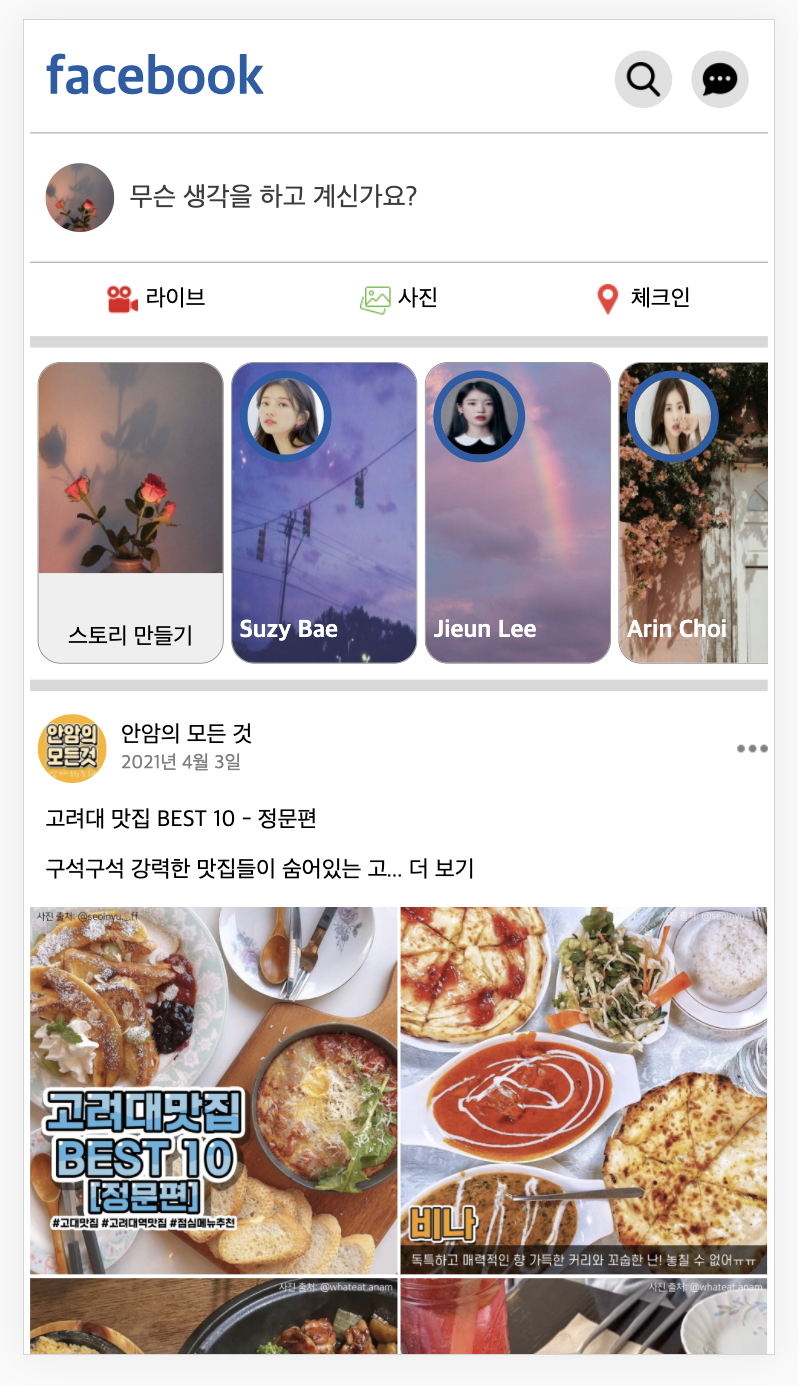 facebook
무슨 생각을 하고 계신가요?
라이브
사진
체크인
스토리 만들기
Suzy Bae
Jieun Lee
Arin Choi
안암의
모든것
안암의 모든 것
2021년 4월 3일
고려대 맛집 BEST 10 - 정문편
구석구석 강력한 맛집들이 숨어있는 고... 더 보기
사진 출처: @seoinyu._.ff
사진 출처: @seoinyu
고려대맛집
BEST 10
[정문편]
#고대맛집 #고려대역맛집 #점심메뉴추천
비나
독특하고 매력적인 향 가득한 커리와 꼬숩한 난! 놓칠 수 없어ㅠㅠ
사진 출처: @whateat.anam
사진 출처: @whateat.anam